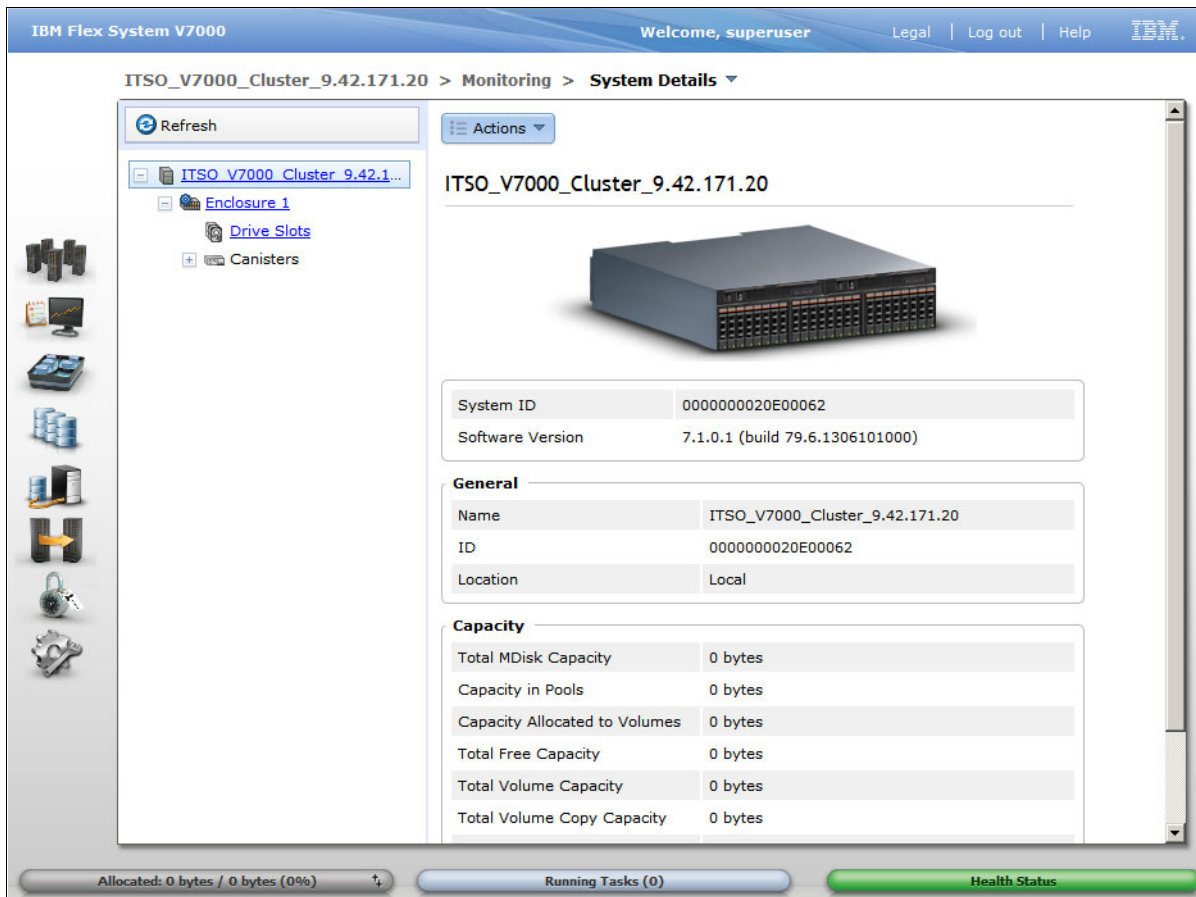 IBM Flex System V7000
Welcome, superuser
Legal | Log out | Help
IBM.
ITSO_V7000_Cluster_9.42.171.20 > Monitoring > System Details
Refresh
Actions
ITSO_V7000_Cluster_9.42.1...
Enclosure 1
Drive Slots
Canisters
ITSO_V7000_Cluster_9.42.171.20
System ID 0000000020E00062
Software Version 7.1.0.1 (build 79.6.1306101000)
General
Name ITSO_V7000_Cluster_9.42.171.20
ID 0000000020E00062
Location Local
Capacity
Total MDisk Capacity 0 bytes
Capacity in Pools 0 bytes
Capacity Allocated to Volumes 0 bytes
Total Free Capacity 0 bytes
Total Volume Capacity 0 bytes
Total Volume Copy Capacity 0 bytes
Allocated: 0 bytes / 0 bytes (0%)
Running Tasks (0)
Health Status